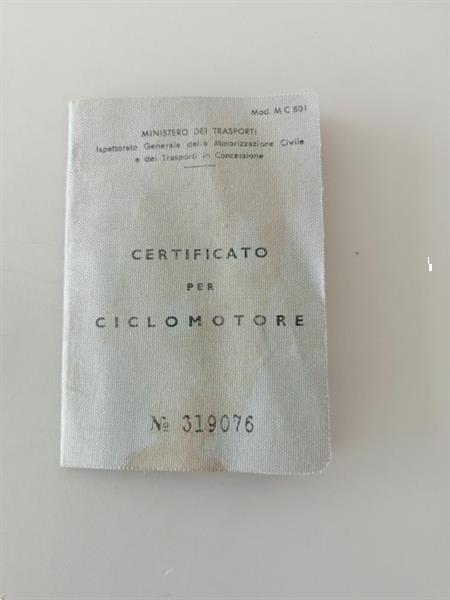 Mod. M C 801
MINISTERO DEI TRASPORTI
Ispettorato Generale della Motorizzazione Civile
e dei Trasporti in Concessione
CERTIFICATO
PER
CICLOMOTORE
№ 319076